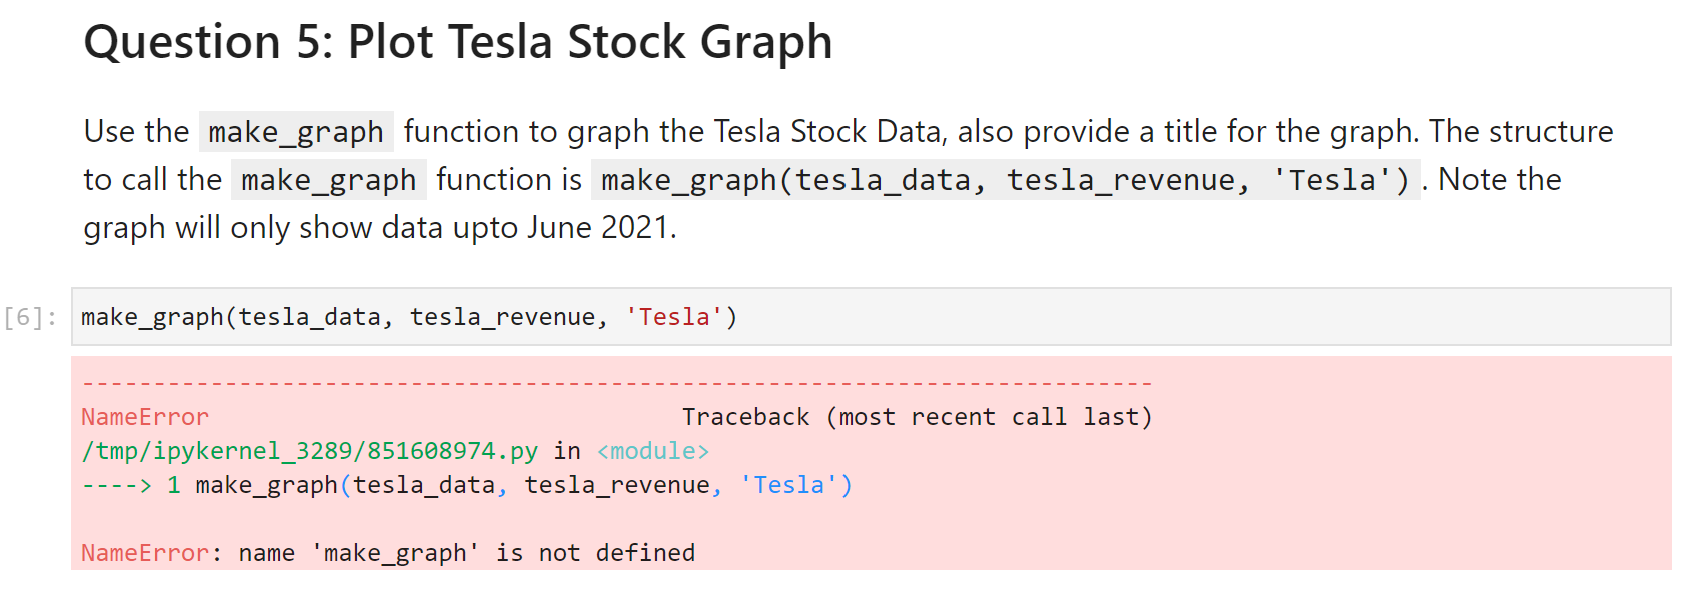 Question 5: Plot Tesla Stock Graph
Use the make_graph function to graph the Tesla Stock Data, also provide a title for the graph. The structure
to call the make_graph function is make_graph(tesla_data, tesla_revenue, 'Tesla') . Note the
graph will only show data upto June 2021.
[6]: make_graph(tesla_data, tesla_revenue, 'Tesla')
---------------------------------------------------------------------------
NameError Traceback (most recent call last)
/tmp/ipykernel_3289/851608974.py in <module>
----> 1 make_graph(tesla_data, tesla_revenue, 'Tesla')
NameError: name 'make_graph' is not defined